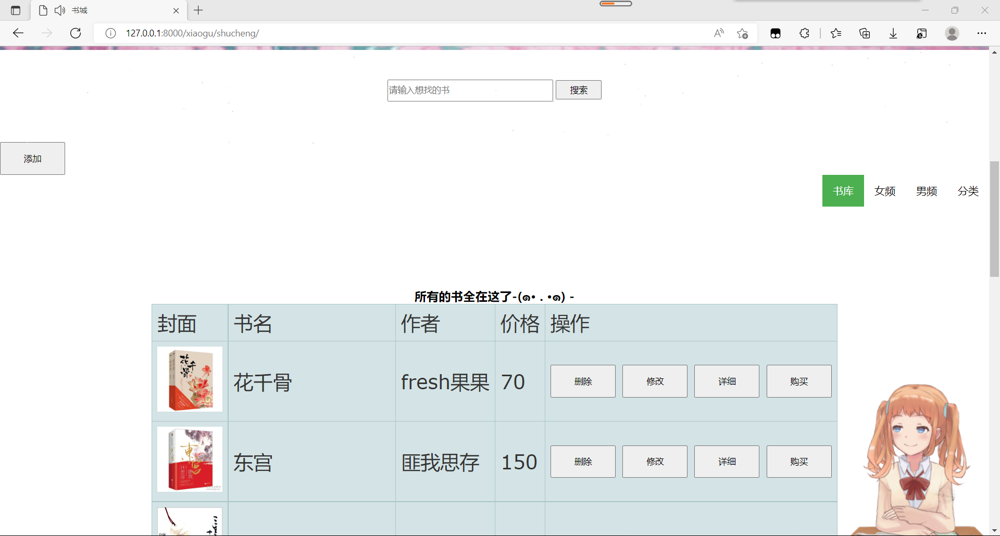 书城
127.0.0.1:8000/xiaogu/shucheng/
请输入想找的书 搜索
添加
书库 女频 男频 分类
所有的书全在这了-(๑• . •๑) -
封面 书名 作者 价格 操作
花千骨 花千骨 fresh果果 70 删除 修改 详细 购买
東宫 东宫 匪我思存 150 删除 修改 详细 购买